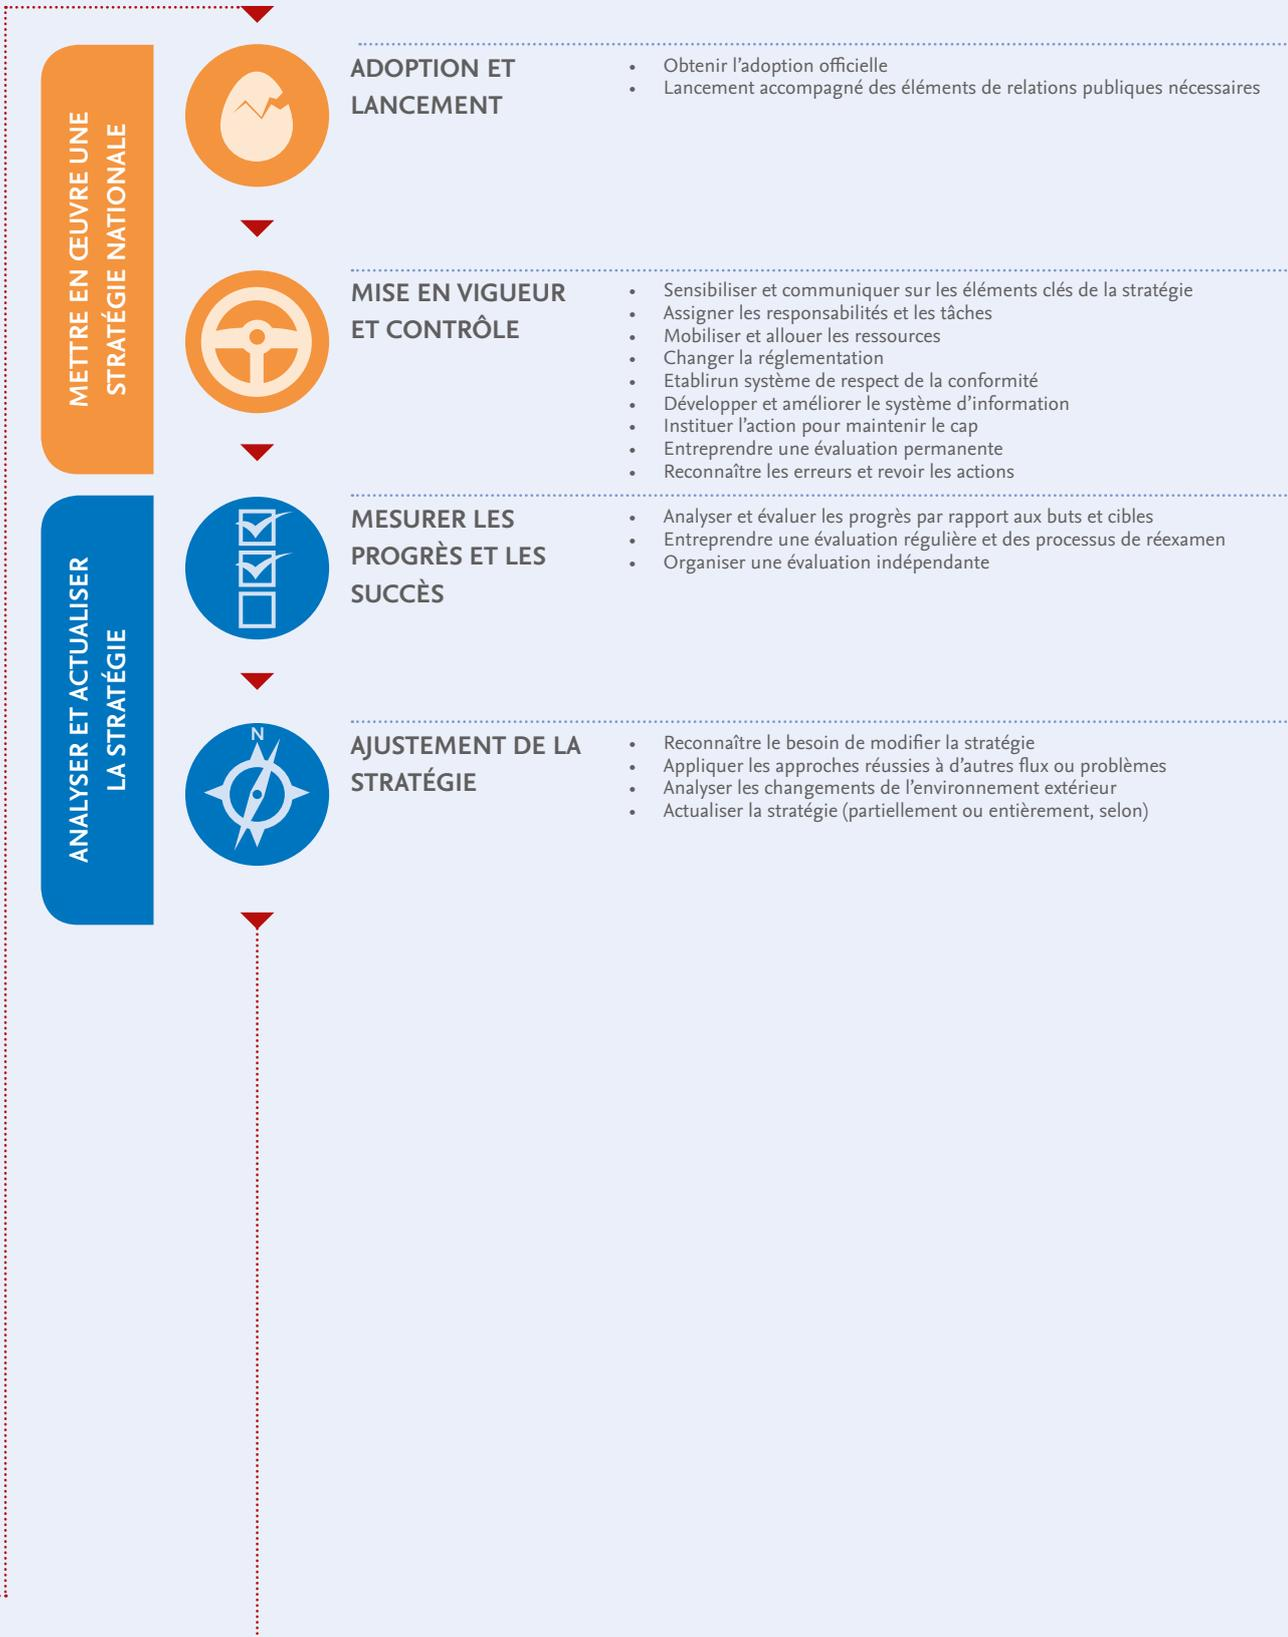 METTRE EN ŒUVRE UNE
STRATÉGIE NATIONALE
ADOPTION ET
LANCEMENT
• Obtenir l’adoption officielle
• Lancement accompagné des éléments de relations publiques nécessaires
MISE EN VIGUEUR
ET CONTRÔLE
• Sensibiliser et communiquer sur les éléments clés de la stratégie
• Assigner les responsabilités et les tâches
• Mobiliser et allouer les ressources
• Changer la réglementation
• Etablirun système de respect de la conformité
• Développer et améliorer le système d’information
• Instituer l’action pour maintenir le cap
• Entreprendre une évaluation permanente
• Reconnaître les erreurs et revoir les actions
ANALYSER ET ACTUALISER
LA STRATÉGIE
MESURER LES
PROGRÈS ET LES
SUCCÈS
• Analyser et évaluer les progrès par rapport aux buts et cibles
• Entreprendre une évaluation régulière et des processus de réexamen
• Organiser une évaluation indépendante
N
AJUSTEMENT DE LA
STRATÉGIE
• Reconnaître le besoin de modifier la stratégie
• Appliquer les approches réussies à d’autres flux ou problèmes
• Analyser les changements de l’environnement extérieur
• Actualiser la stratégie (partiellement ou entièrement, selon)